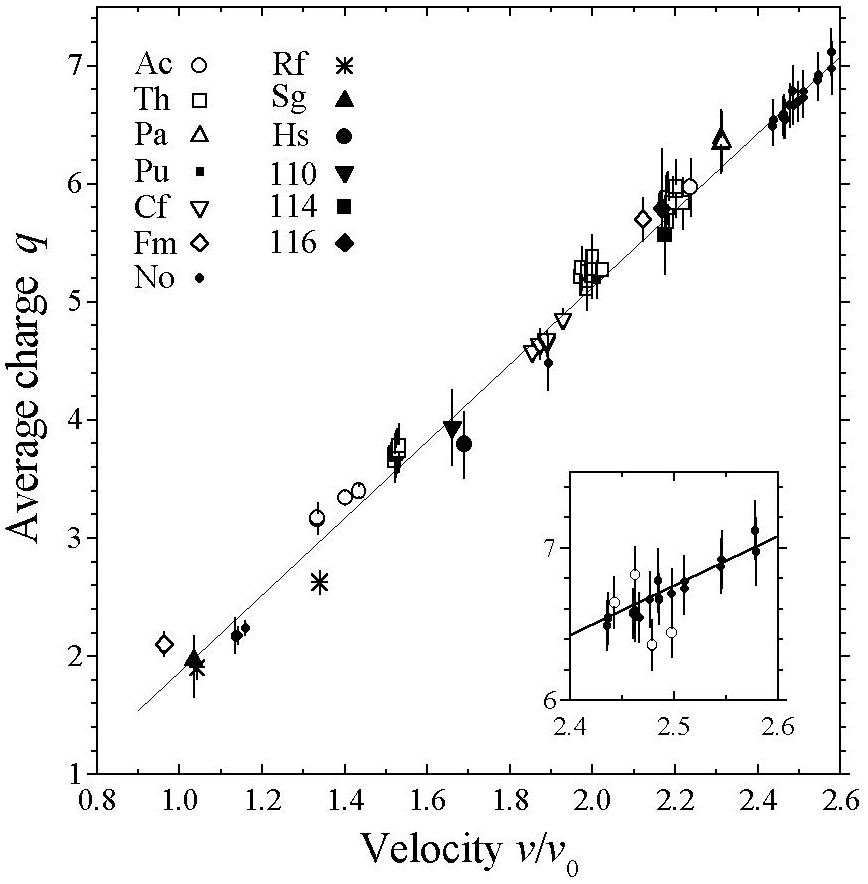 7
6
5
4
3
2
1
Average charge q
Ac
Th
Pa
Pu
Cf
Fm
No
Rf
Sg
Hs
110
114
116
7
6
2.4 2.5 2.6
0.8 1.0 1.2 1.4 1.6 1.8 2.0 2.2 2.4 2.6
Velocity v/v₀